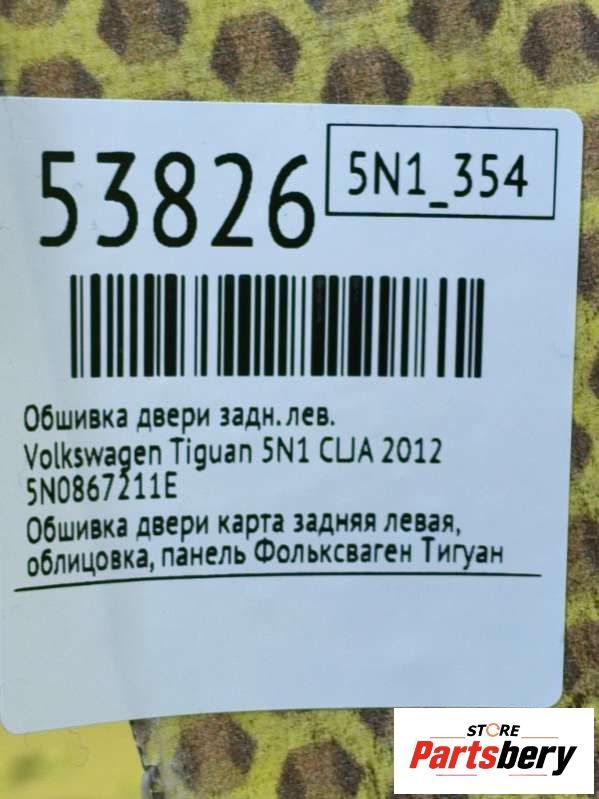 53826
5N1_354
Обшивка двери задн.лев.
Volkswagen Tiguan 5N1 CLJA 2012
5N0867211E
Обшивка двери карта задняя левая,
облицовка, панель Фольксваген Тигуан
STORE
Partsbery